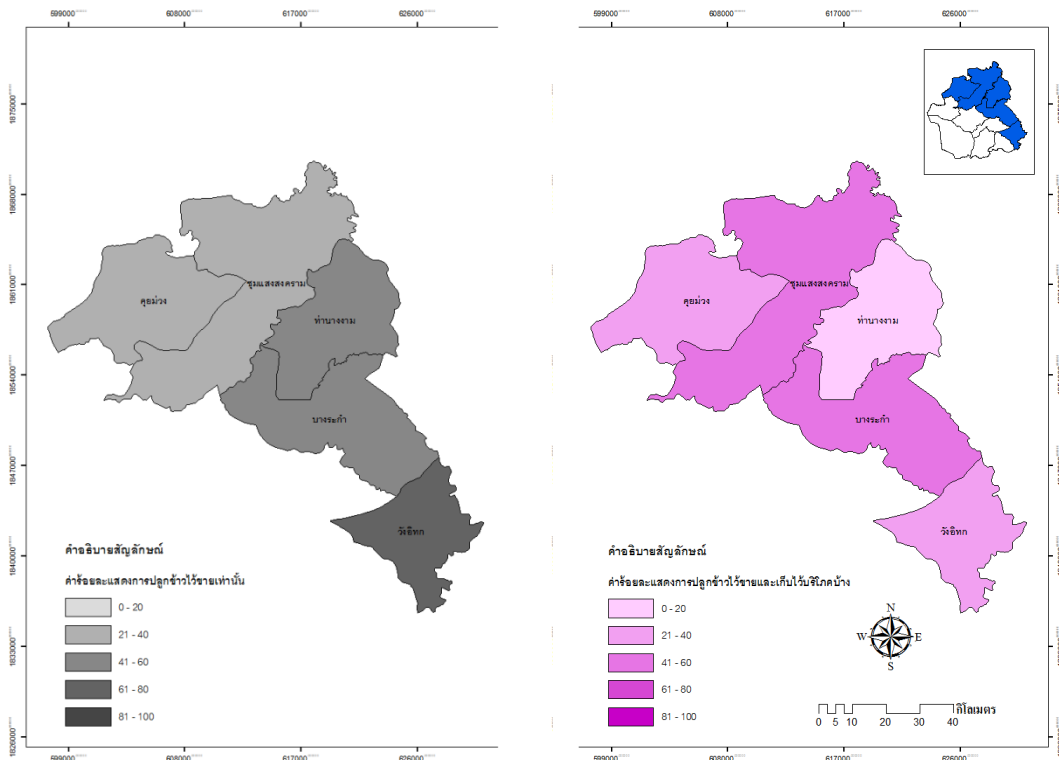 599000
608000
617000
626000
599000
608000
617000
626000
1875000
1868000
1861000
1854000
1847000
1840000
1833000
1826000
คุยม่วง
ชุมแสงสงคราม
ท่านางงาม
บางระกำ
วังอิทก
คำอธิบายสัญลักษณ์
ค่าร้อยละแสดงการปลูกข้าวไว้ขายเท่านั้น
0 - 20
21 - 40
41 - 60
61 - 80
81 - 100
599000
608000
617000
626000
คุยม่วง
ชุมแสงสงคราม
ท่านางงาม
บางระกำ
วังอิทก
คำอธิบายสัญลักษณ์
ค่าร้อยละแสดงการปลูกข้าวไว้ขายและเก็บไว้บริโภคบ้าง
0 - 20
21 - 40
41 - 60
61 - 80
81 - 100
N
W E
S
กิโลเมตร
0 5 10 20 30 40
599000
608000
617000
626000